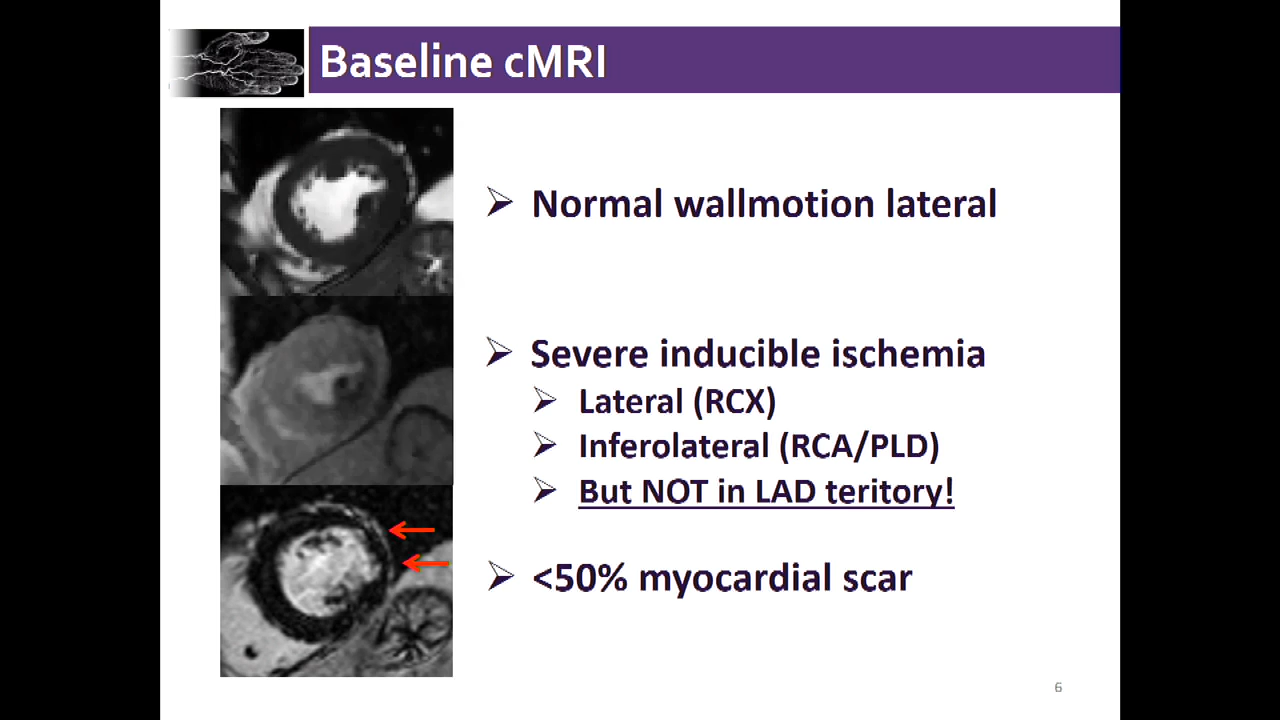 Baseline cMRI
Normal wallmotion lateral
Severe inducible ischemia
Lateral (RCX)
Inferolateral (RCA/PLD)
But NOT in LAD teritory!
<50% myocardial scar
6